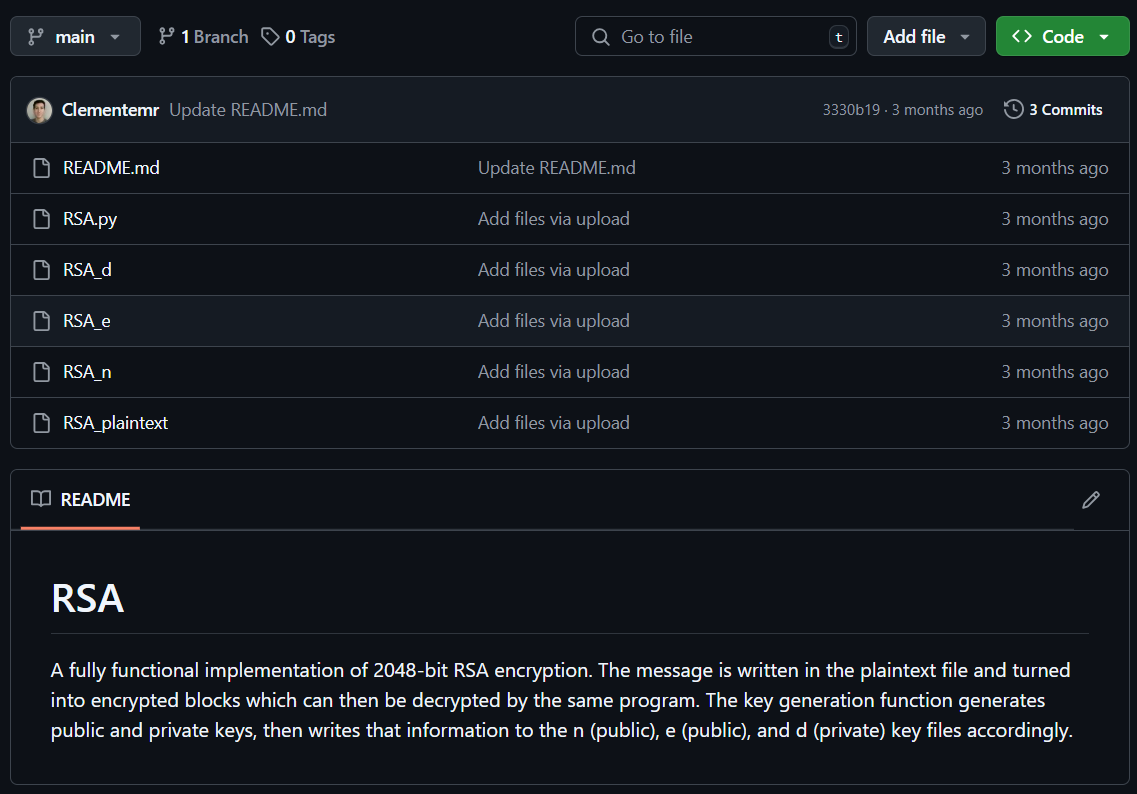 main 1 Branch 0 Tags Go to file t Add file Code
Clementemr Update README.md 3330b19 · 3 months ago 3 Commits
README.md Update README.md 3 months ago
RSA.py Add files via upload 3 months ago
RSA_d Add files via upload 3 months ago
RSA_e Add files via upload 3 months ago
RSA_n Add files via upload 3 months ago
RSA_plaintext Add files via upload 3 months ago
README
RSA
A fully functional implementation of 2048-bit RSA encryption. The message is written in the plaintext file and turned
into encrypted blocks which can then be decrypted by the same program. The key generation function generates
public and private keys, then writes that information to the n (public), e (public), and d (private) key files accordingly.